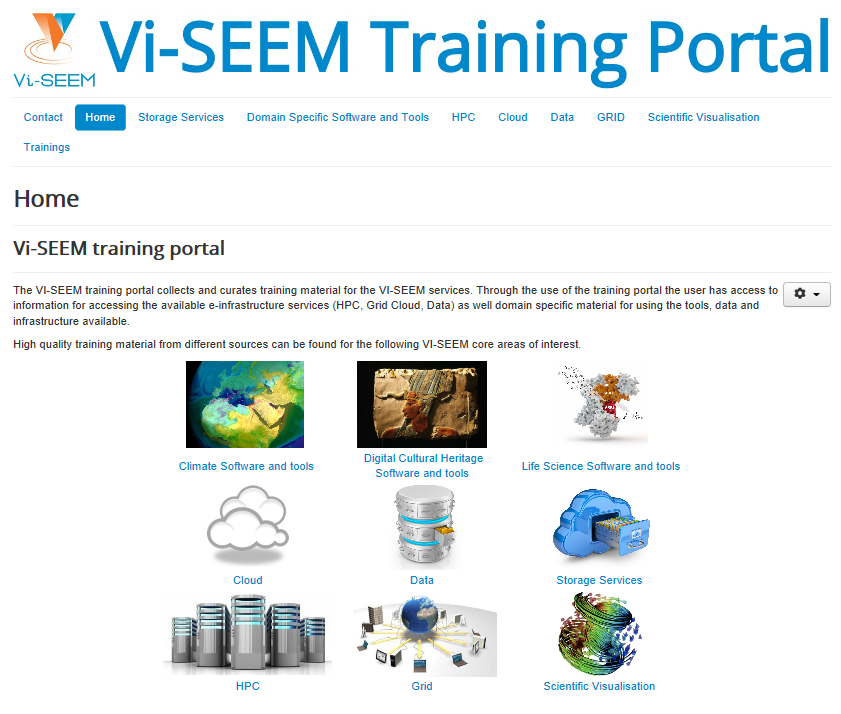 Vi-SEEM
Vi-SEEM Training Portal
Contact Home Storage Services Domain Specific Software and Tools HPC Cloud Data GRID Scientific Visualisation
Trainings
Home
Vi-SEEM training portal
The VI-SEEM training portal collects and curates training material for the VI-SEEM services. Through the use of the training portal the user has access to
information for accessing the available e-infrastructure services (HPC, Grid Cloud, Data) as well domain specific material for using the tools, data and
infrastructure available.
High quality training material from different sources can be found for the following VI-SEEM core areas of interest.
Climate Software and tools
Digital Cultural Heritage
Software and tools
Life Science Software and tools
Cloud
Data
Storage Services
HPC
Grid
Scientific Visualisation